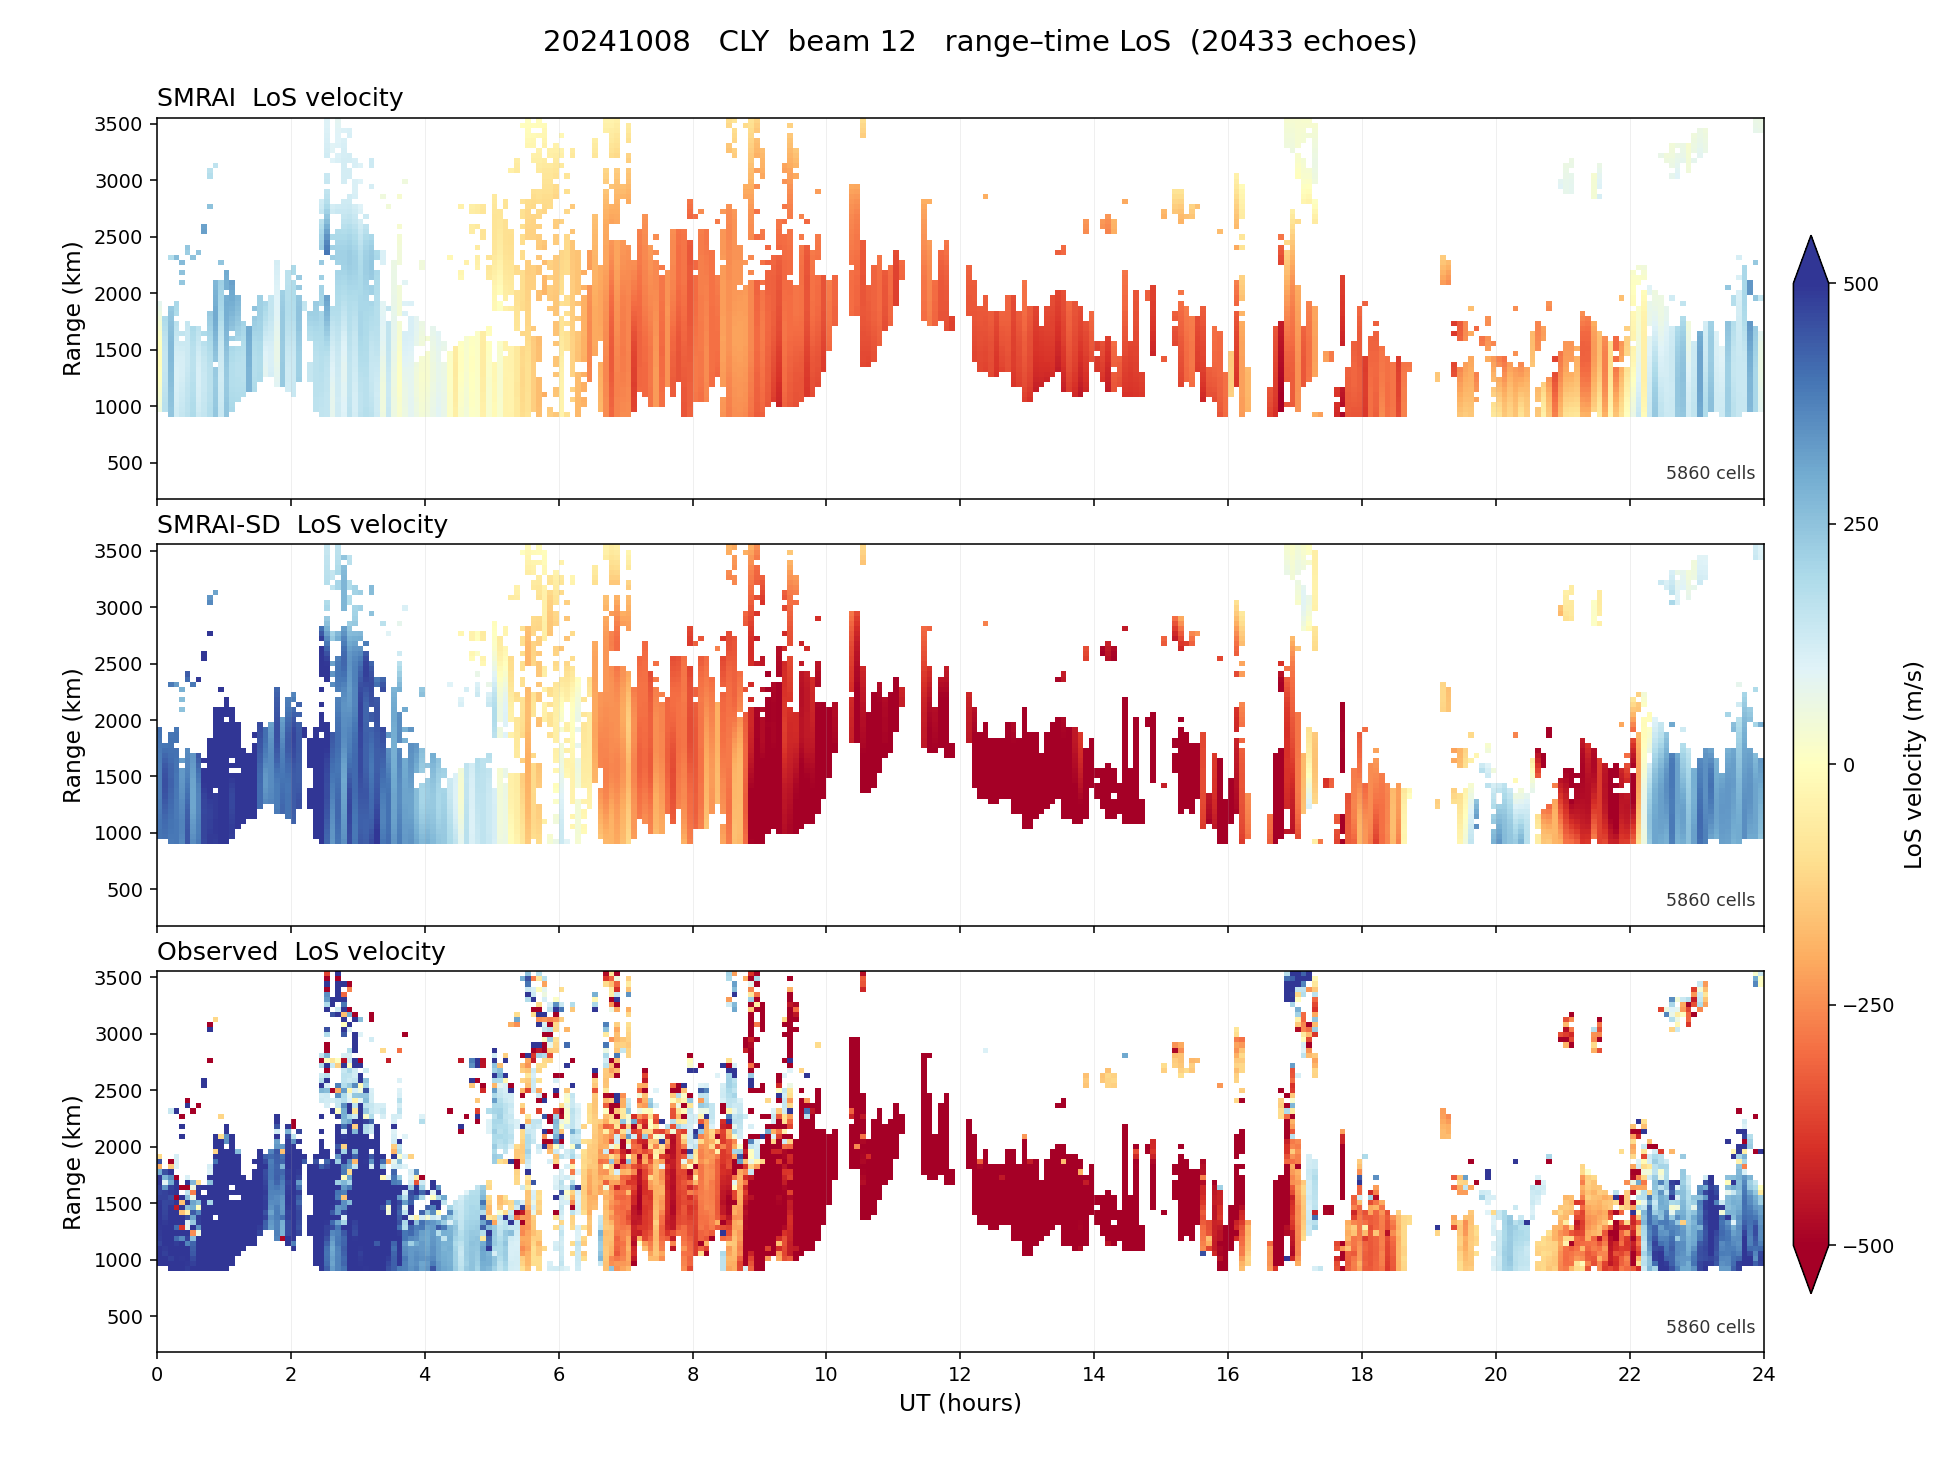 20241008   CLY  beam 12   range–time LoS  (20433 echoes)
SMRAI  LoS velocity
3500
3000
2500
2000
1500
1000
500
Range (km)
5860 cells
SMRAI-SD  LoS velocity
3500
3000
2500
2000
1500
1000
500
Range (km)
5860 cells
Observed  LoS velocity
3500
3000
2500
2000
1500
1000
500
Range (km)
5860 cells
0 2 4 6 8 10 12 14 16 18 20 22 24
UT (hours)
500
250
0
−250
−500
LoS velocity (m/s)